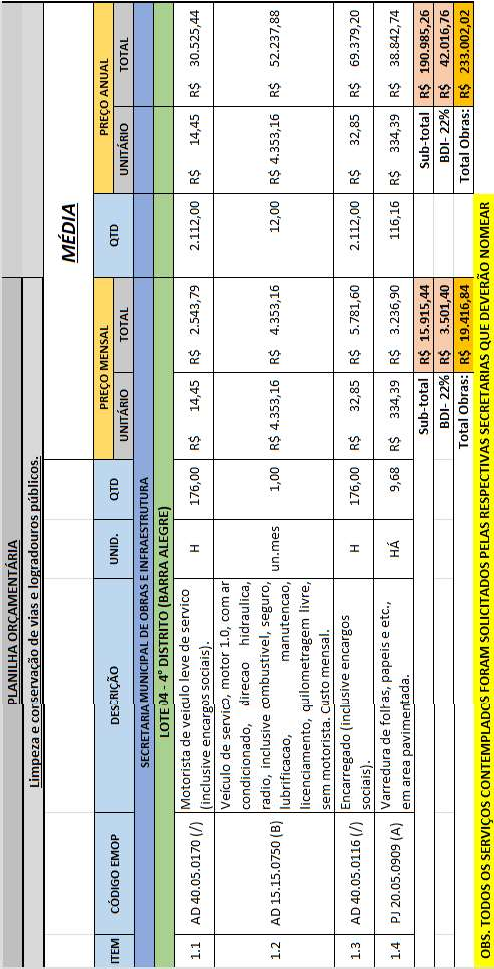 PLANILHA ORÇAMENTÁRIA
Limpeza e conservação de vias e logradouros públicos.
MÉDIA
ITEM CÓDIGO EMOP DESCRIÇÃO UNID. QTD PREÇO MENSAL QTD PREÇO ANUAL
UNITÁRIO TOTAL UNITÁRIO TOTAL
SECRETARIA MUNICIPAL DE OBRAS E INFRAESTRUTURA
LOTE 04 - 4° DISTRITO (BARRA ALEGRE)
1.1 AD 40.05.0170 (/) Motorista de veículo leve de servico H 176,00 R$ 14,45 R$ 2.543,79 2.112,00 R$ 14,45 R$ 30.525,44
(inclusive encargos sociais).
Veículo de servico, motor 1.0, com ar
condicionado, direcao hidraulica,
radio, inclusive combustivel, seguro,
1.2 AD 15.15.0750 (B) lubrificacao, manutencao, un.mes 1,00 R$ 4.353,16 R$ 4.353,16 12,00 R$ 4.353,16 R$ 52.237,88
licenciamento, quilometragem livre,
sem motorista. Custo mensal.
1.3 AD 40.05.0116 (/) Encarregado (inclusive encargos H 176,00 R$ 32,85 R$ 5.781,60 2.112,00 R$ 32,85 R$ 69.379,20
sociais).
1.4 PJ 20.05.0909 (A) Varredura de folhas, papeis e etc., HÁ 9,68 R$ 334,39 R$ 3.236,90 116,16 R$ 334,39 R$ 38.842,74
em area pavimentada.
Sub-total R$ 15.915,44 Sub-total R$ 190.985,26
BDI- 22% R$ 3.501,40 BDI- 22% R$ 42.016,76
Total Obras: R$ 19.416,84 Total Obras: R$ 233.002,02
OBS. TODOS OS SERVIÇOS CONTEMPLADOS FORAM SOLICITADOS PELAS RESPECTIVAS SECRETARIAS QUE DEVERÃO NOMEAR